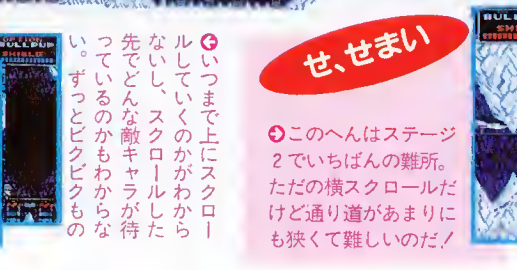 OPTION
BULLPUP
SHIELD
いつまで上にスクロー
ルしていくのかがわから
ないし、スクロールした
先でどんな敵キャラが待
っているのかもわからな
い。ずっとビクビクもの
せ、せまい
このへんはステージ
2でいちばんの難所。
ただの横スクロールだ
けど通り道があまりに
も狭くて難しいのだ!
BULL
SHI